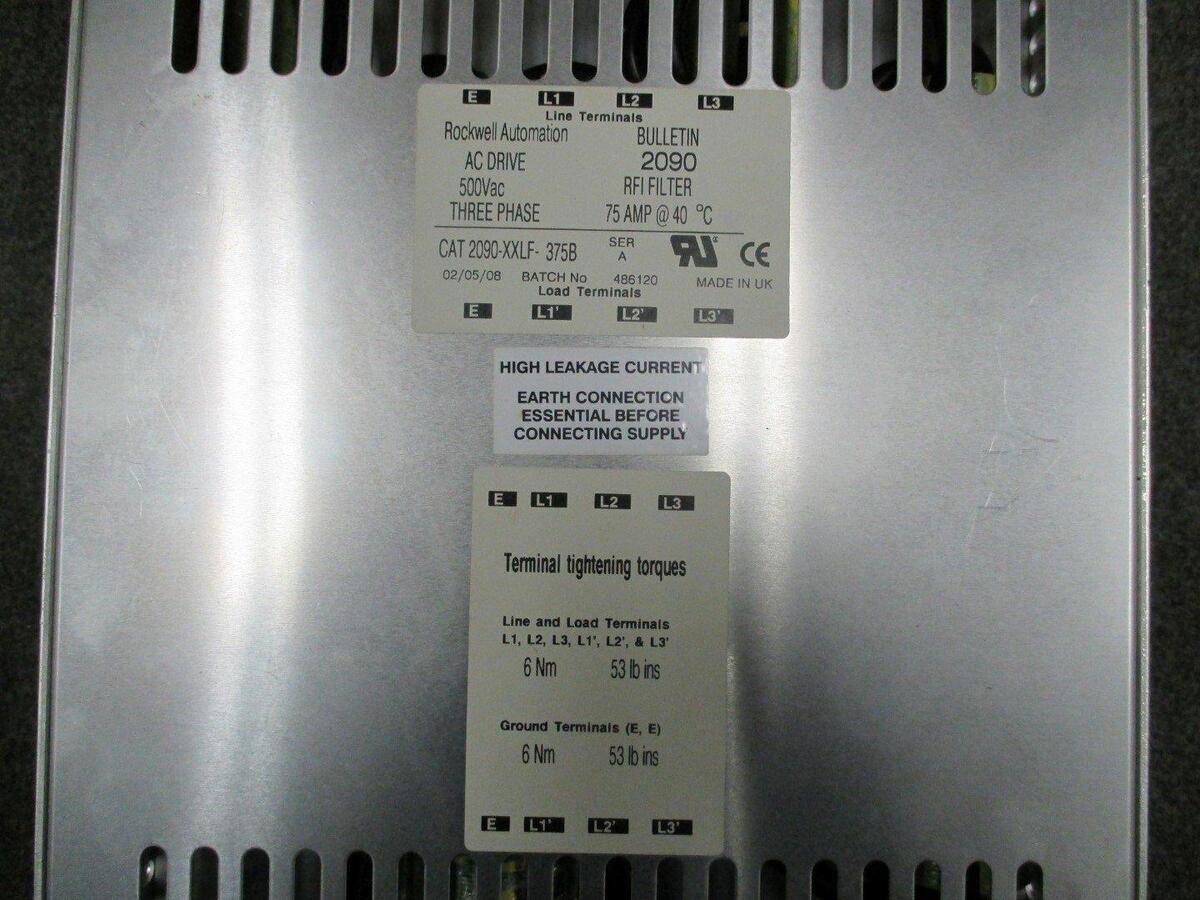 E L1 L2 L3
Line Terminals
Rockwell Automation BULLETIN
AC DRIVE 2090
500Vac RFI FILTER
THREE PHASE 75 AMP @ 40 °C
CAT 2090-XXLF- 375B SER A CE
02/05/08 BATCH No 486120 MADE IN UK
Load Terminals
E L1' L2' L3'
HIGH LEAKAGE CURRENT
EARTH CONNECTION
ESSENTIAL BEFORE
CONNECTING SUPPLY
E L1 L2 L3
Terminal tightening torques
Line and Load Terminals
L1, L2, L3, L1', L2', & L3'
6 Nm 53 lb ins
Ground Terminals (E, E)
6 Nm 53 lb ins
E L1' L2' L3'